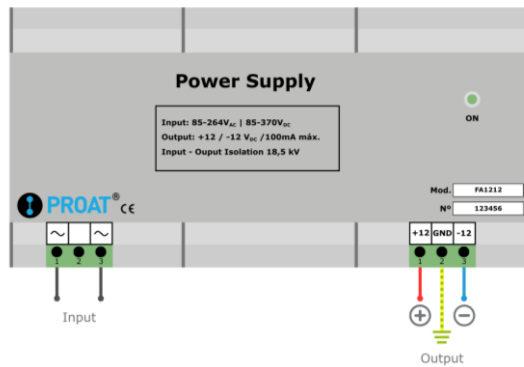 Power Supply
Input: 85-264VAC | 85-370VDC
Output: +12 / -12 VDC /100mA máx.
Input - Ouput Isolation 18,5 kV
ON
PROAT® CE
Mod. FA1212
Nº 123456
+12 GND -12
1 2 3
1 2 3
Input
Output